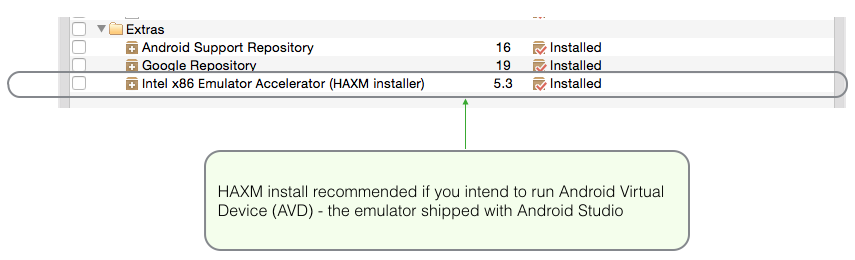 Extras
Android Support Repository 16 Installed
Google Repository 19 Installed
Intel x86 Emulator Accelerator (HAXM installer) 5.3 Installed
HAXM install recommended if you intend to run Android Virtual
Device (AVD) - the emulator shipped with Android Studio